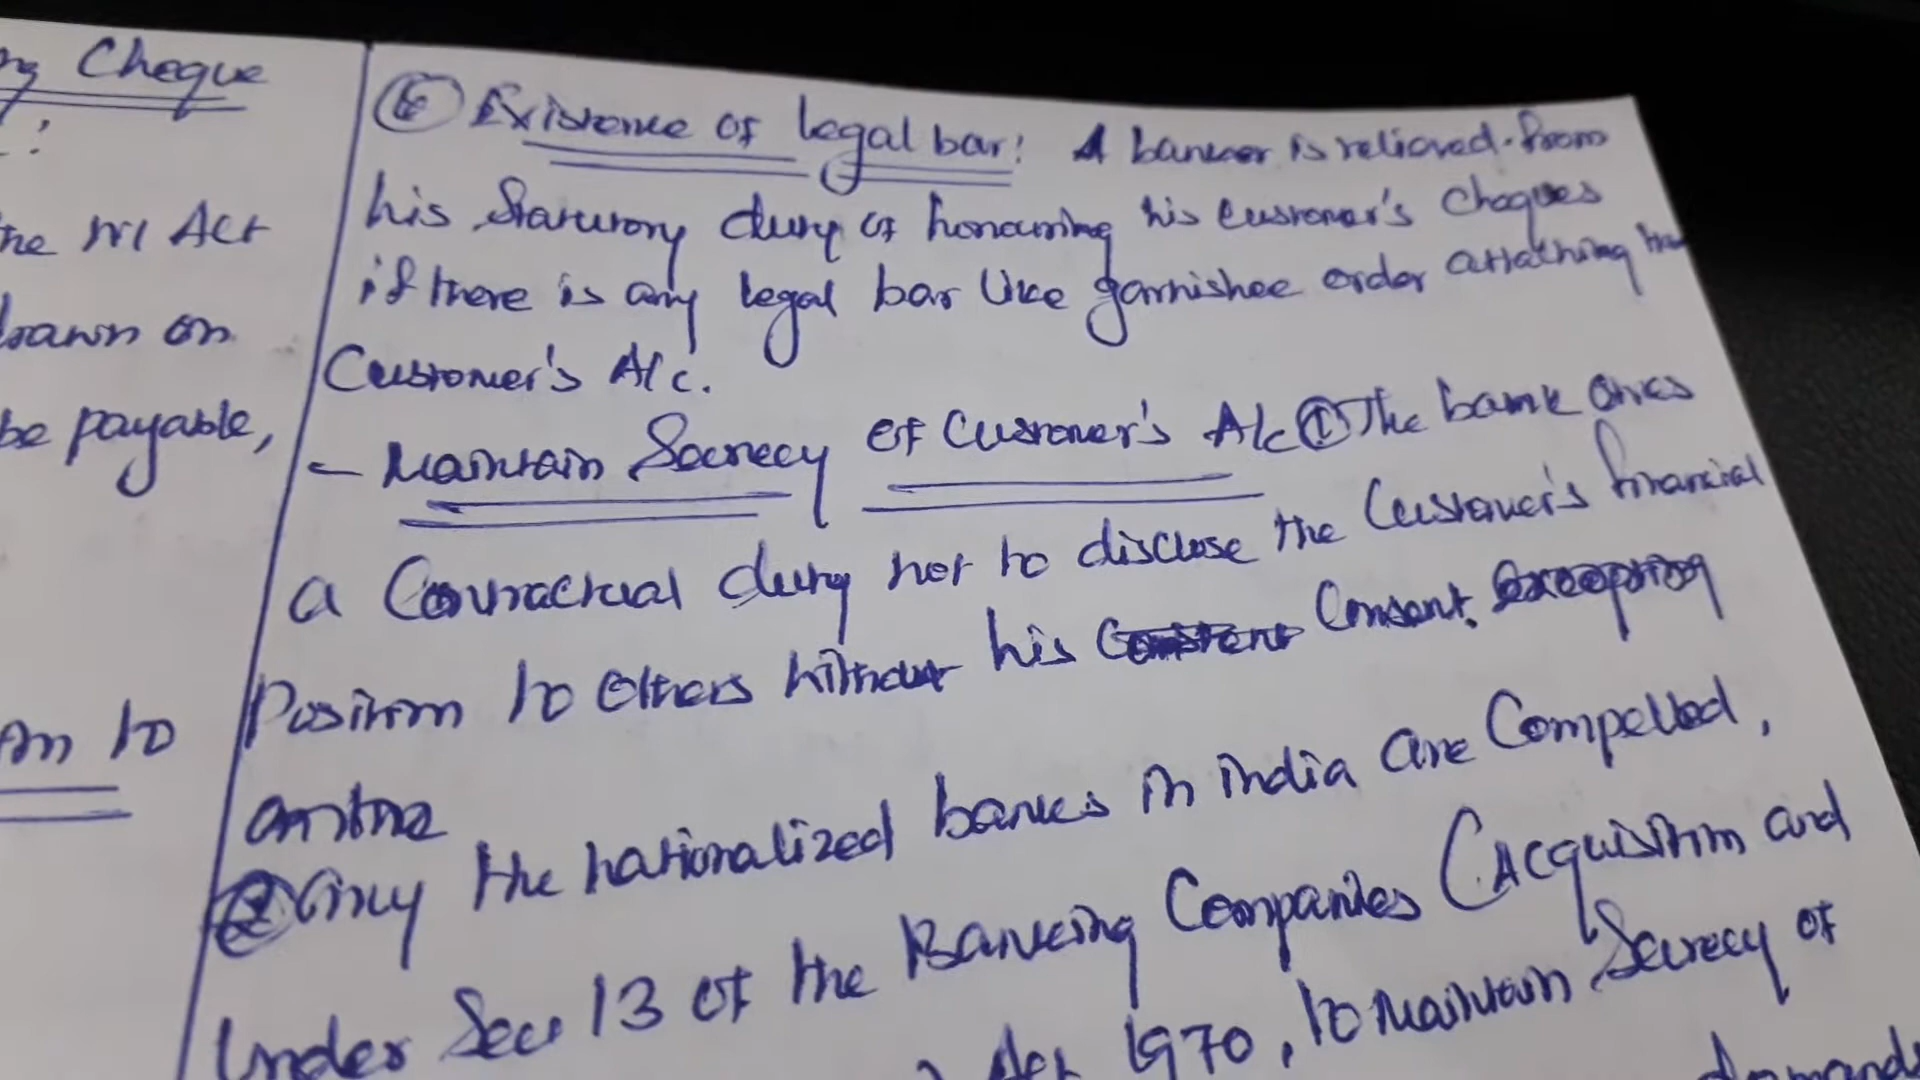 Cheque
the NI Act
drawn on
be payable,
on to
⑥ Existence of legal bar: A banker is relieved from
his Statutory duty of honouring his customer's cheques
if there is any legal bar like garnishee order attaching the
Customer's A/c.
- Maintain Secrecy of Customer's A/c ① The bank owes
a Contractual duty not to disclose the Customer's financial
Position to others without his Consent.
② Only the nationalized banks in india are Compelled,
Under Sec 13 of the Banking Companies (Acquisition and
Act 1970, to Maintain Secrecy of